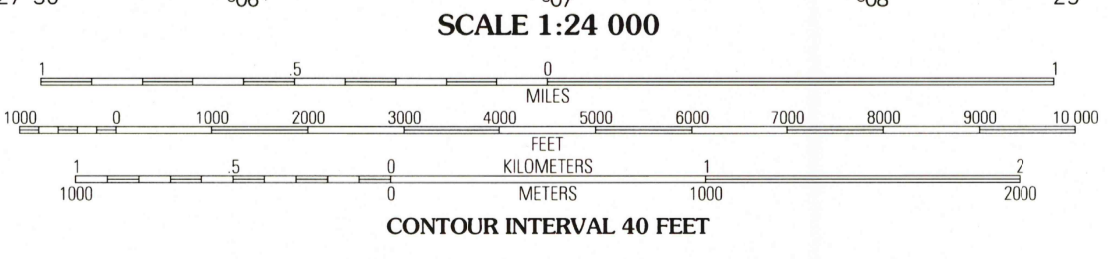 SCALE 1:24 000
1 .5 0 1
MILES
1000 0 1000 2000 3000 4000 5000 6000 7000 8000 9000 10 000
FEET
1 .5 0 KILOMETERS 1 2
1000 0 METERS 1000 2000
CONTOUR INTERVAL 40 FEET